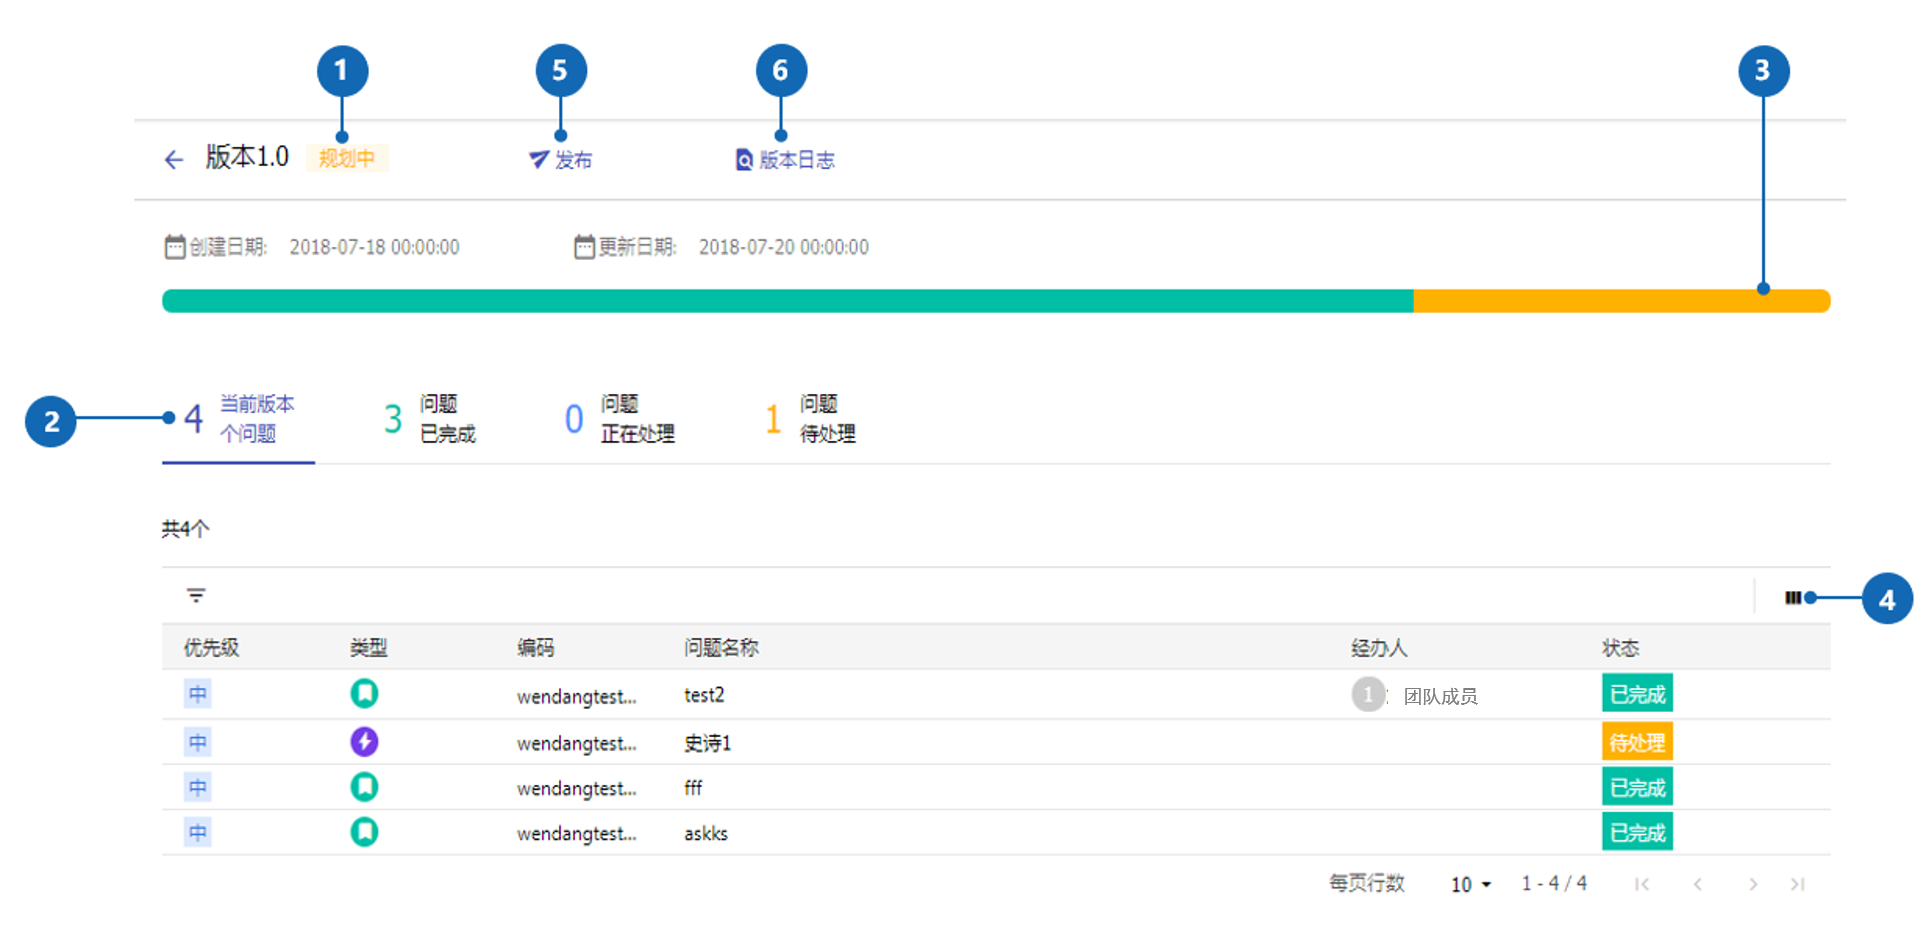 1 5 6 3
版本1.0 规划中 发布 版本日志
创建日期: 2018-07-18 00:00:00 更新日期: 2018-07-20 00:00:00
2 4 当前版本个问题 3 问题已完成 0 问题正在处理 1 问题待处理
共4个
4
优先级 类型 编码 问题名称 经办人 状态
中 wendangtest... test2 1 : 团队成员 已完成
中 wendangtest... 史诗1 待处理
中 wendangtest... fff 已完成
中 wendangtest... askks 已完成
每页行数 10 1 - 4 / 4